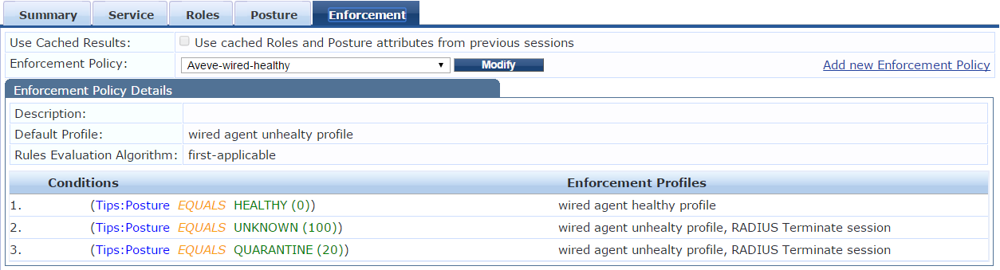 Summary Service Roles Posture Enforcement
Use Cached Results: Use cached Roles and Posture attributes from previous sessions
Enforcement Policy: Aveve-wired-healthy Modify Add new Enforcement Policy
Enforcement Policy Details
Description:
Default Profile: wired agent unhealty profile
Rules Evaluation Algorithm: first-applicable
Conditions Enforcement Profiles
1. (Tips:Posture EQUALS HEALTHY (0)) wired agent healthy profile
2. (Tips:Posture EQUALS UNKNOWN (100)) wired agent unhealty profile, RADIUS Terminate session
3. (Tips:Posture EQUALS QUARANTINE (20)) wired agent unhealty profile, RADIUS Terminate session